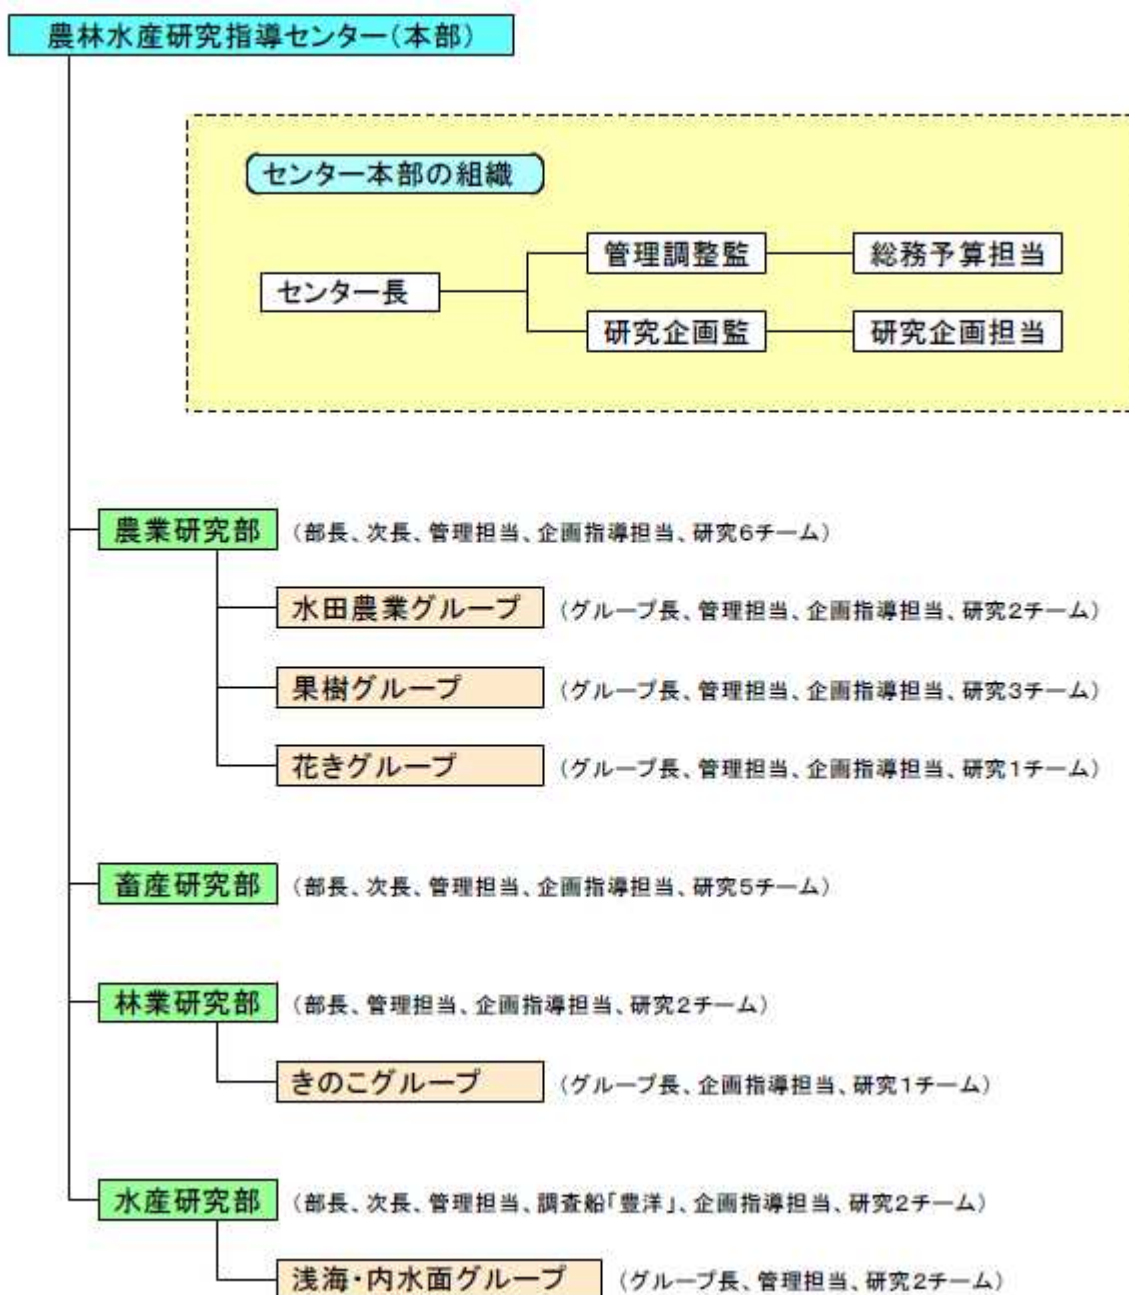 農林水産研究指導センター(本部)
センター本部の組織
管理調整監
総務予算担当
センター長
研究企画監
研究企画担当
農業研究部 (部長、次長、管理担当、企画指導担当、研究6チーム)
水田農業グループ (グループ長、管理担当、企画指導担当、研究2チーム)
果樹グループ (グループ長、管理担当、企画指導担当、研究3チーム)
花きグループ (グループ長、管理担当、企画指導担当、研究1チーム)
畜産研究部 (部長、次長、管理担当、企画指導担当、研究5チーム)
林業研究部 (部長、管理担当、企画指導担当、研究2チーム)
きのこグループ (グループ長、企画指導担当、研究1チーム)
水産研究部 (部長、次長、管理担当、調査船「豊洋」、企画指導担当、研究2チーム)
浅海・内水面グループ (グループ長、管理担当、研究2チーム)